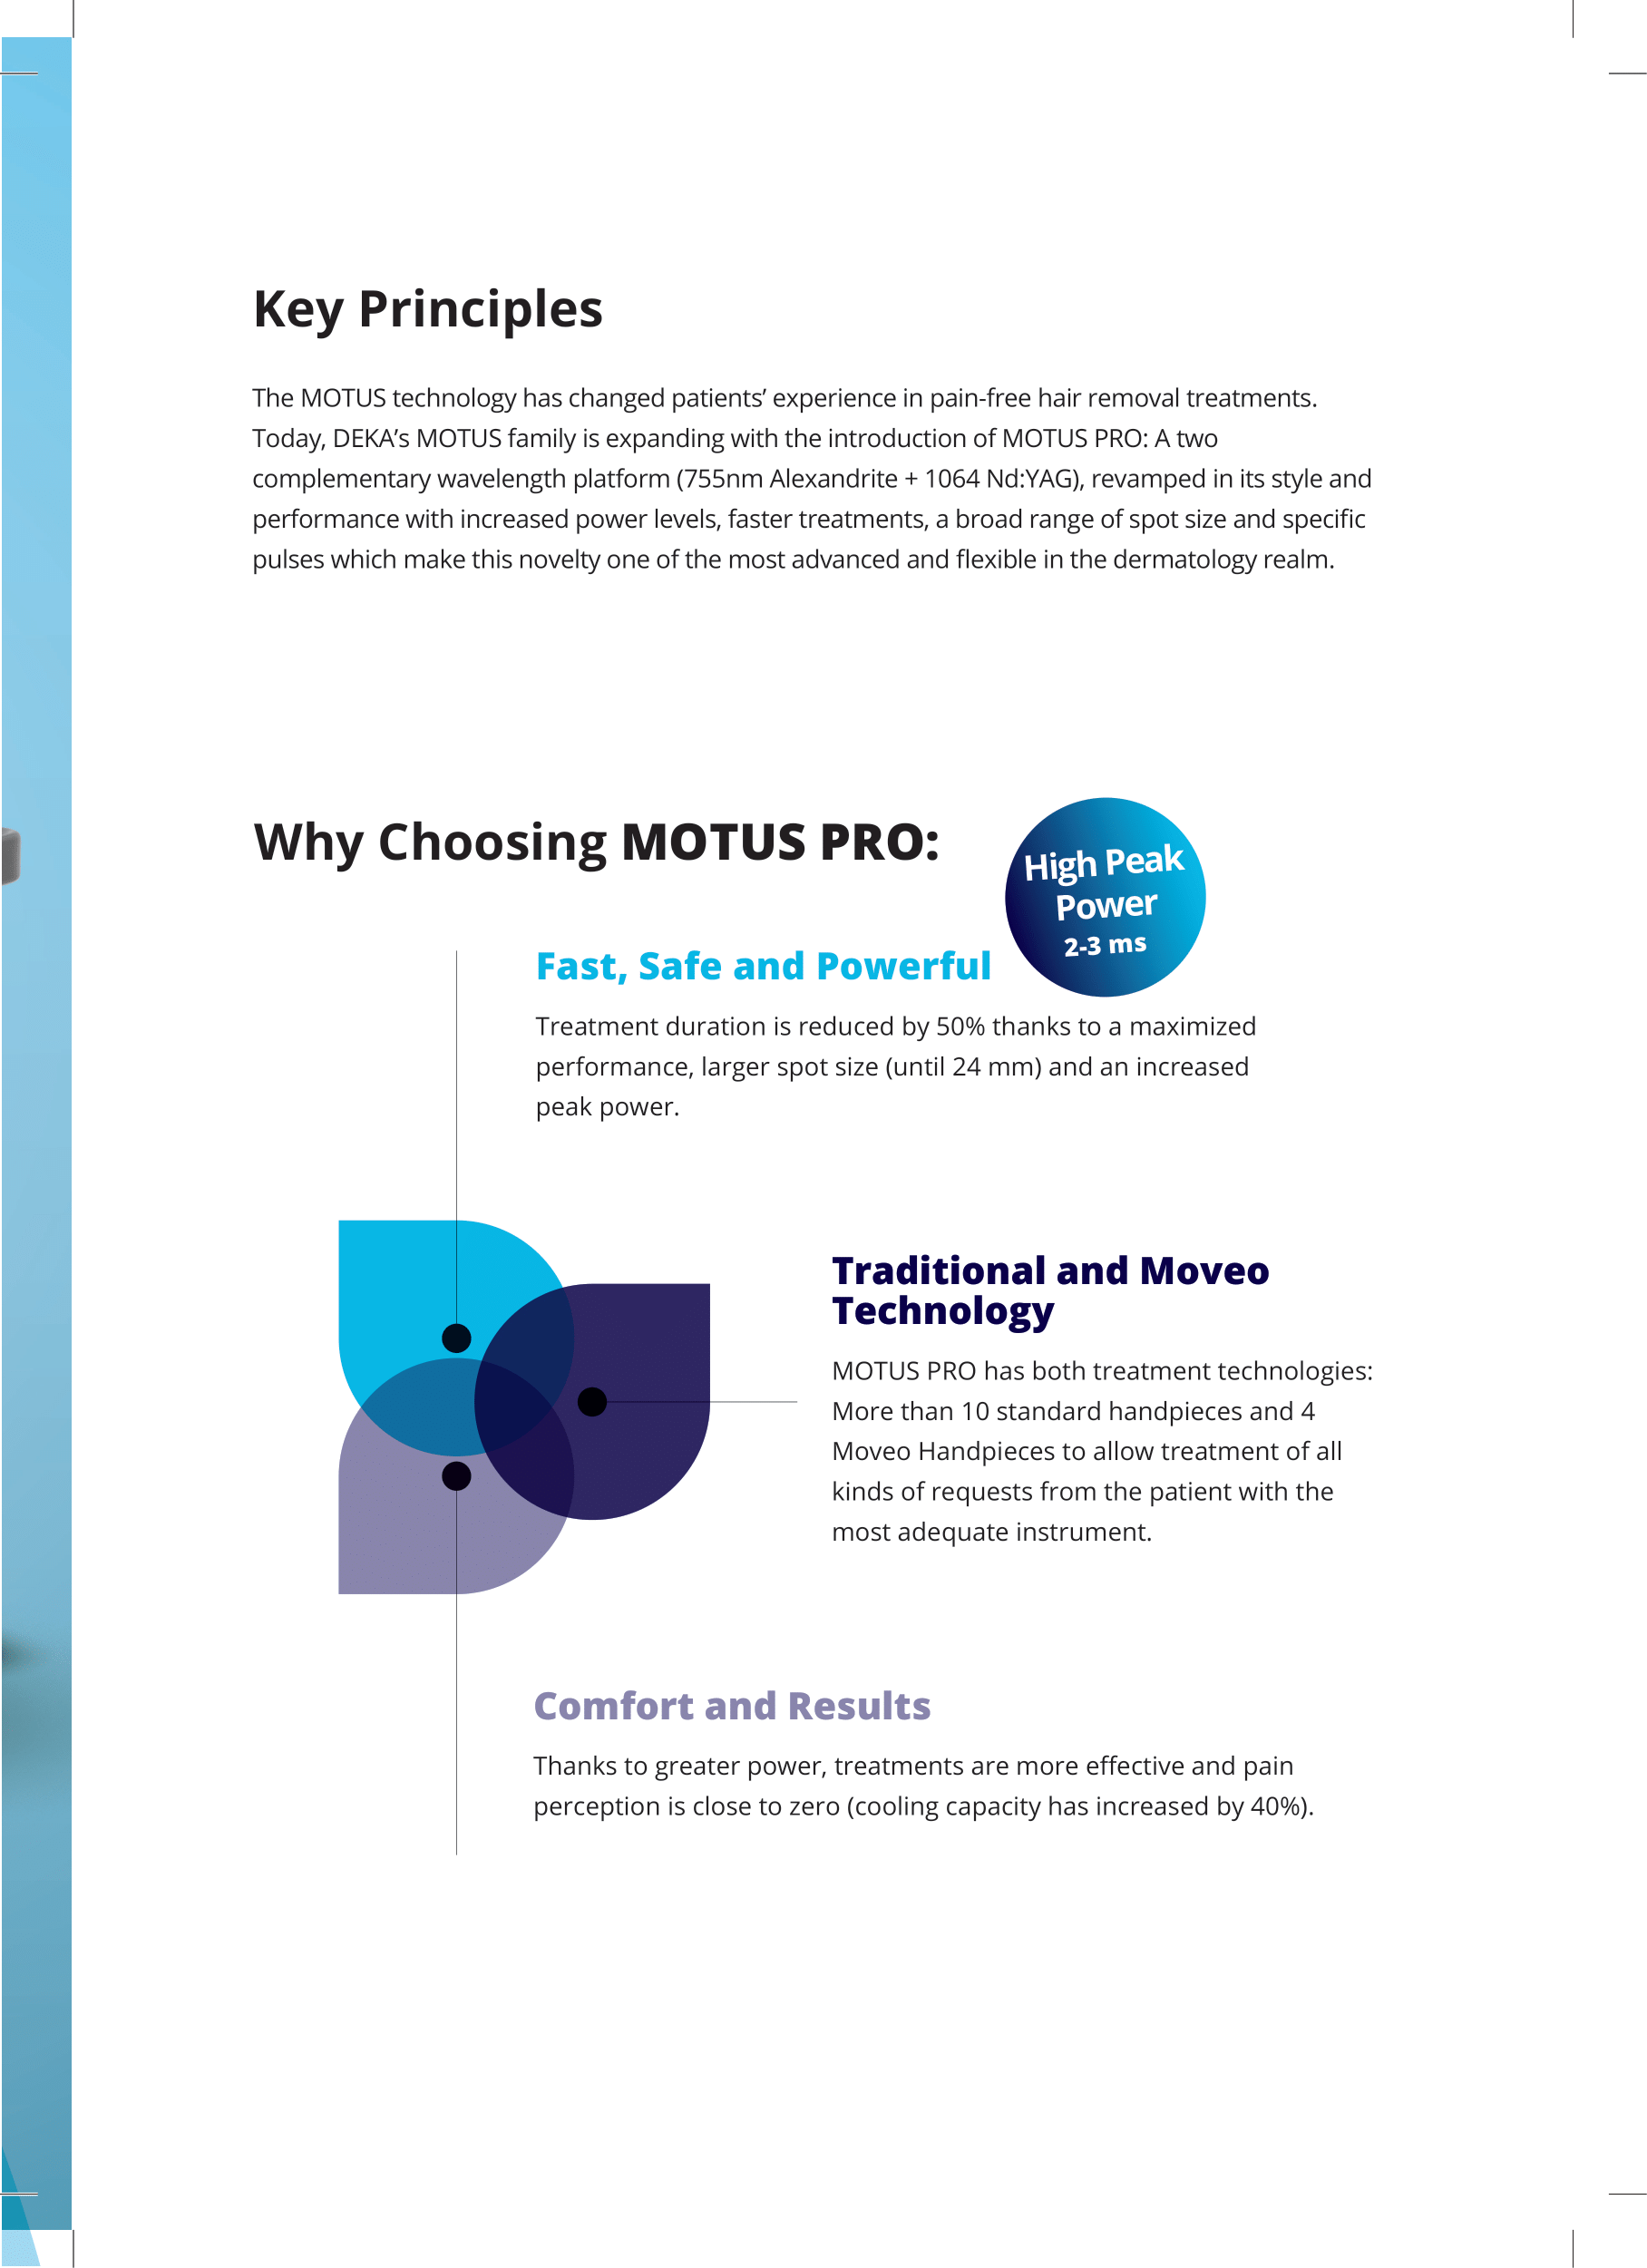 Key Principles
The MOTUS technology has changed patients’ experience in pain-free hair removal treatments.
Today, DEKA’s MOTUS family is expanding with the introduction of MOTUS PRO: A two
complementary wavelength platform (755nm Alexandrite + 1064 Nd:YAG), revamped in its style and
performance with increased power levels, faster treatments, a broad range of spot size and specific
pulses which make this novelty one of the most advanced and flexible in the dermatology realm.
Why Choosing MOTUS PRO:
High Peak
Power
2-3 ms
Fast, Safe and Powerful
Treatment duration is reduced by 50% thanks to a maximized
performance, larger spot size (until 24 mm) and an increased
peak power.
Traditional and Moveo
Technology
MOTUS PRO has both treatment technologies:
More than 10 standard handpieces and 4
Moveo Handpieces to allow treatment of all
kinds of requests from the patient with the
most adequate instrument.
Comfort and Results
Thanks to greater power, treatments are more effective and pain
perception is close to zero (cooling capacity has increased by 40%).